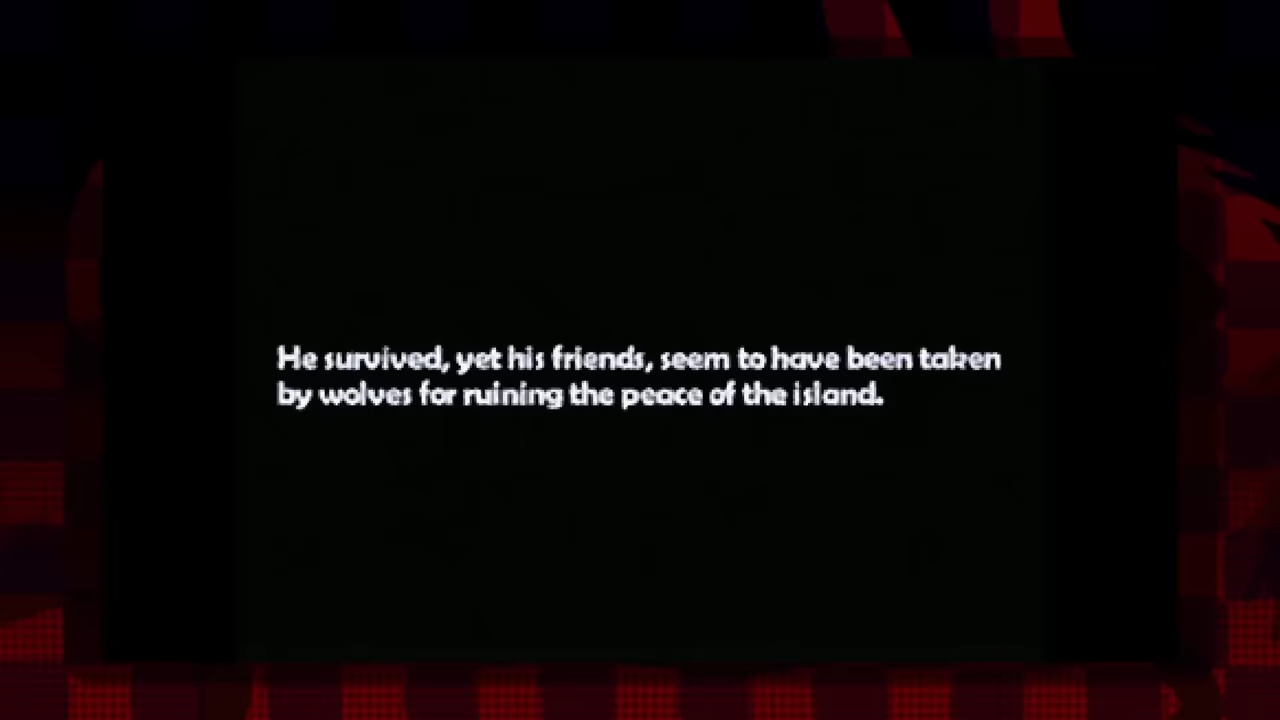 He survived, yet his friends, seem to have been taken
by wolves for ruining the peace of the island.